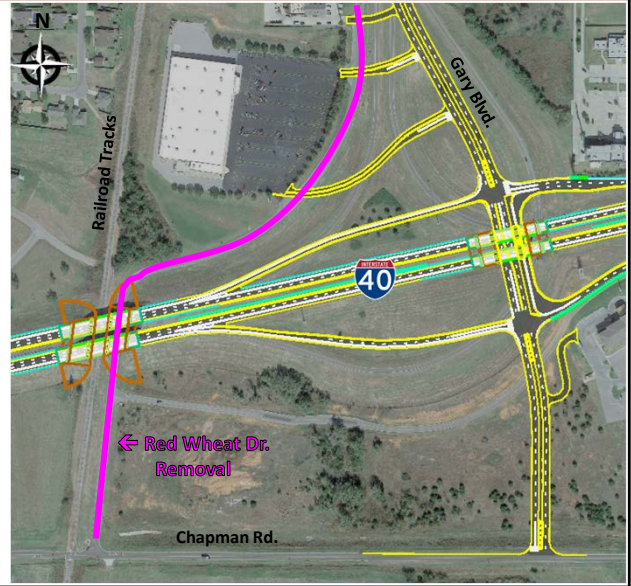 N
Railroad Tracks
Gary Blvd.
INTERSTATE
40
← Red Wheat Dr.
Removal
Chapman Rd.